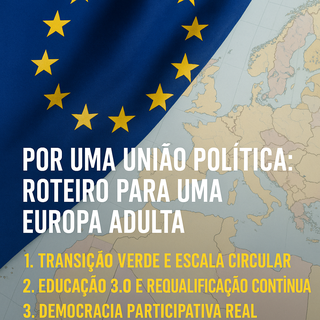 POR UMA UNIÃO POLÍTICA:
ROTEIRO PARA UMA
EUROPA ADULTA
1. TRANSIÇÃO VERDE E ESCALA CIRCULAR
2. EDUCAÇÃO 3.0 E REQUALIFICAÇÃO CONTÍNUA
3. DEMOCRACIA PARTICIPATIVA REAL